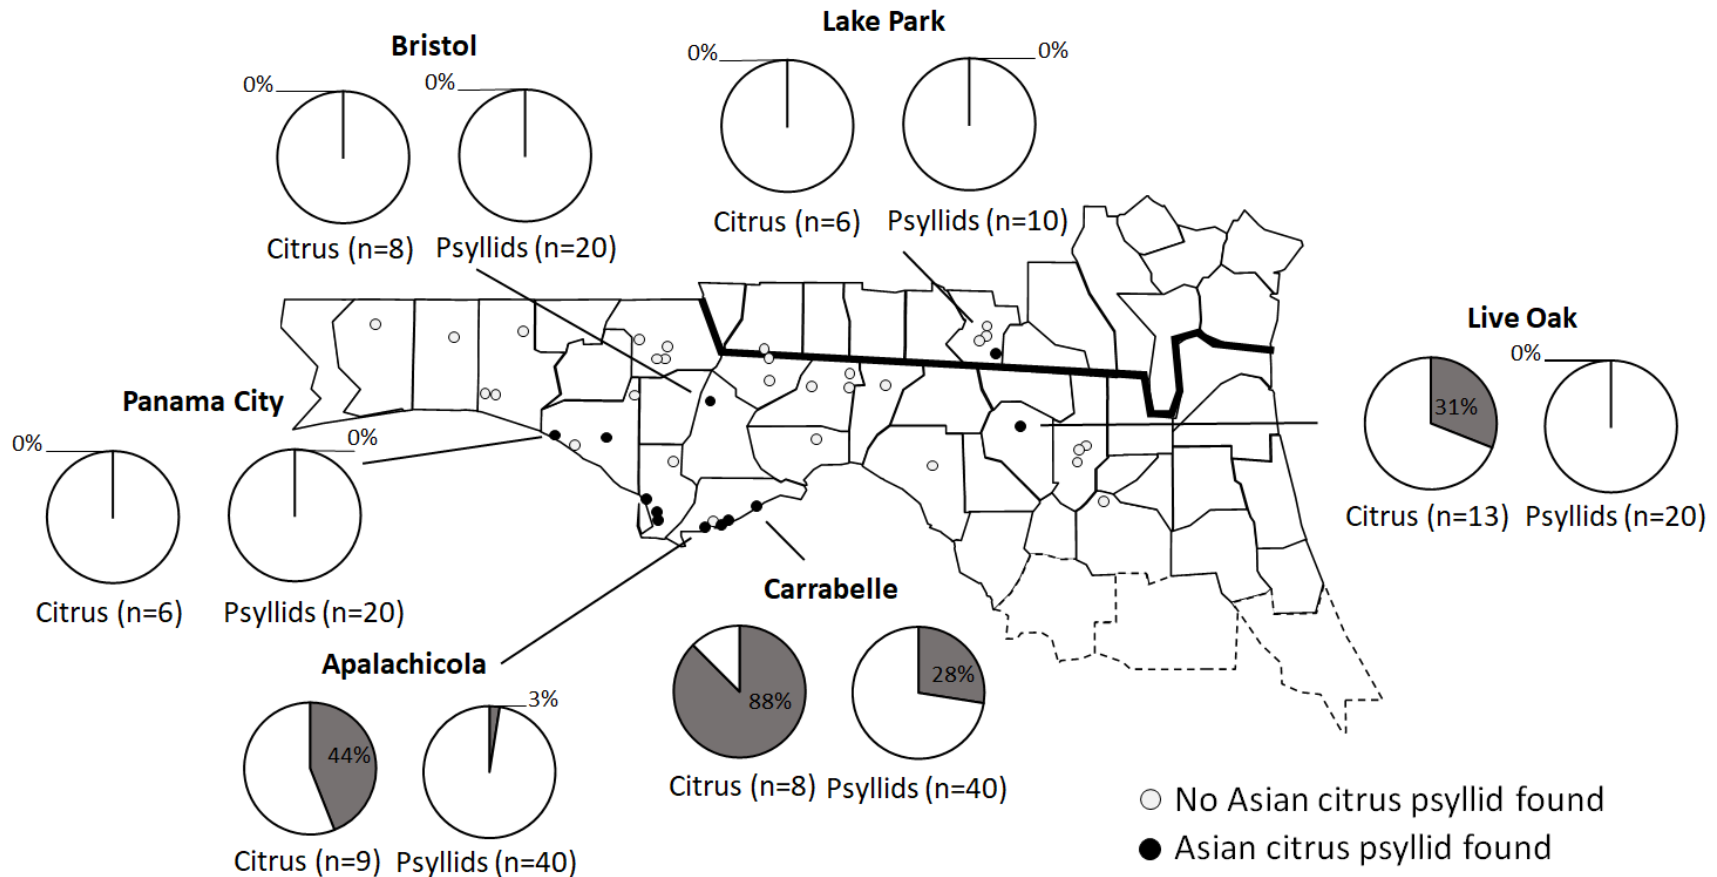 Lake Park
0%
0%
Citrus (n=6)
Psyllids (n=10)
Bristol
0%
0%
Citrus (n=8)
Psyllids (n=20)
Live Oak
0%
31%
Citrus (n=13)
Psyllids (n=20)
Panama City
0%
0%
Citrus (n=6)
Psyllids (n=20)
Carrabelle
88%
28%
Citrus (n=8)
Psyllids (n=40)
Apalachicola
3%
44%
Citrus (n=9)
Psyllids (n=40)
No Asian citrus psyllid found
Asian citrus psyllid found